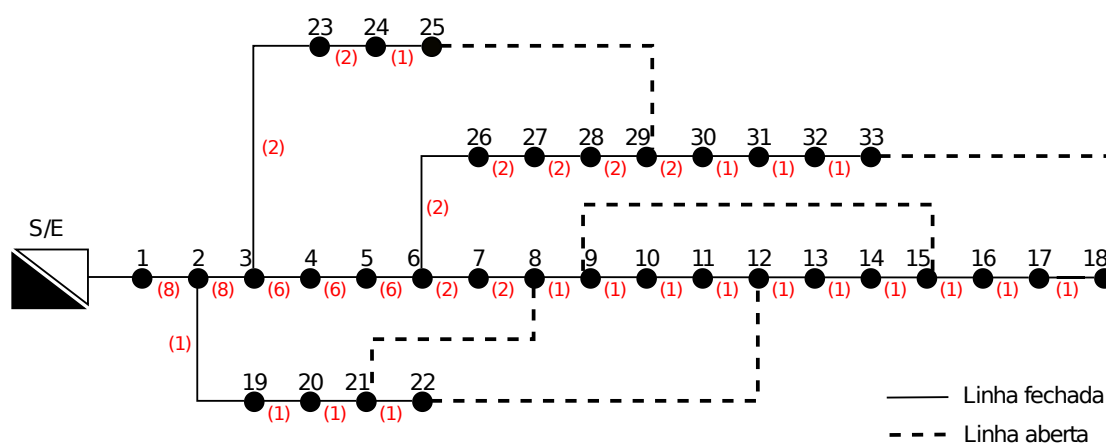 23 24 25
(2) (1)
(2)
26 27 28 29 30 31 32 33
(2) (2) (2) (2) (1) (1) (1)
(2)
S/E
1 2 3 4 5 6 7 8 9 10 11 12 13 14 15 16 17 18
(8) (8) (6) (6) (6) (2) (2) (1) (1) (1) (1) (1) (1) (1) (1) (1) (1)
(1)
19 20 21 22
(1) (1) (1)
Linha fechada
Linha aberta